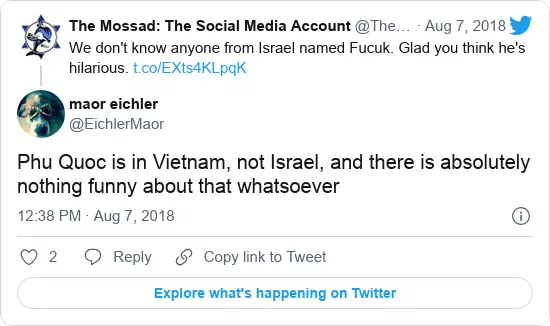 The Mossad: The Social Media Account @The… · Aug 7, 2018
We don't know anyone from Israel named Fucuk. Glad you think he's
hilarious. t.co/EXts4KLpqK
maor eichler
@EichlerMaor
Phu Quoc is in Vietnam, not Israel, and there is absolutely
nothing funny about that whatsoever
12:38 PM · Aug 7, 2018
2 Reply Copy link to Tweet
Explore what's happening on Twitter